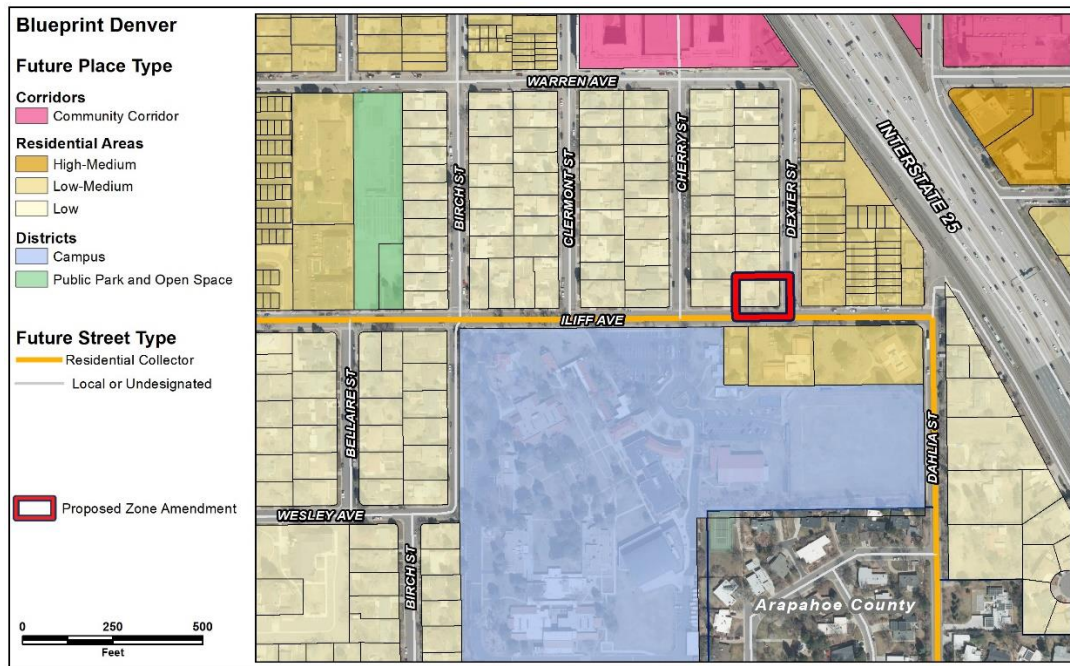 Blueprint Denver
Future Place Type
Corridors
Community Corridor
Residential Areas
High-Medium
Low-Medium
Low
Districts
Campus
Public Park and Open Space
Future Street Type
Residential Collector
Local or Undesignated
Proposed Zone Amendment
0 250 500
Feet
WARREN AVE
BIRCH ST
CLERMONT ST
CHERRY ST
DEXTER ST
INTERSTATE 25
ILIFF AVE
BELLAIRE ST
DAHLIA ST
WESLEY AVE
BIRCH ST
Arapahoe County